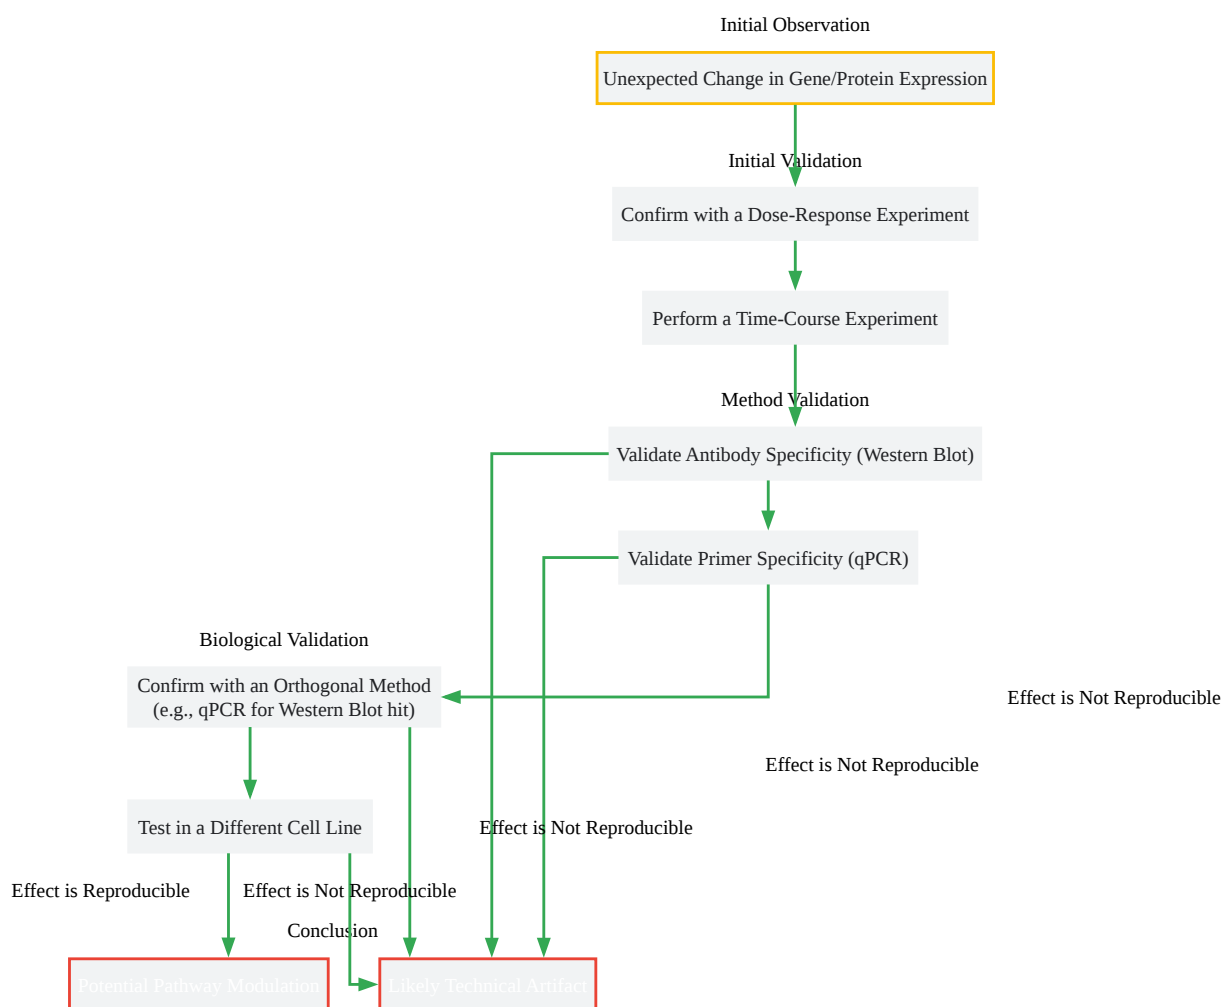 Initial Observation
Unexpected Change in Gene/Protein Expression
Initial Validation
Confirm with a Dose-Response Experiment
Perform a Time-Course Experiment
Method Validation
Validate Antibody Specificity (Western Blot)
Validate Primer Specificity (qPCR)
Biological Validation
Confirm with an Orthogonal Method
(e.g., qPCR for Western Blot hit)
Effect is Not Reproducible
Effect is Not Reproducible
Test in a Different Cell Line
Effect is Not Reproducible
Effect is Reproducible
Effect is Not Reproducible
Conclusion
Potential Pathway Modulation
Likely Technical Artifact